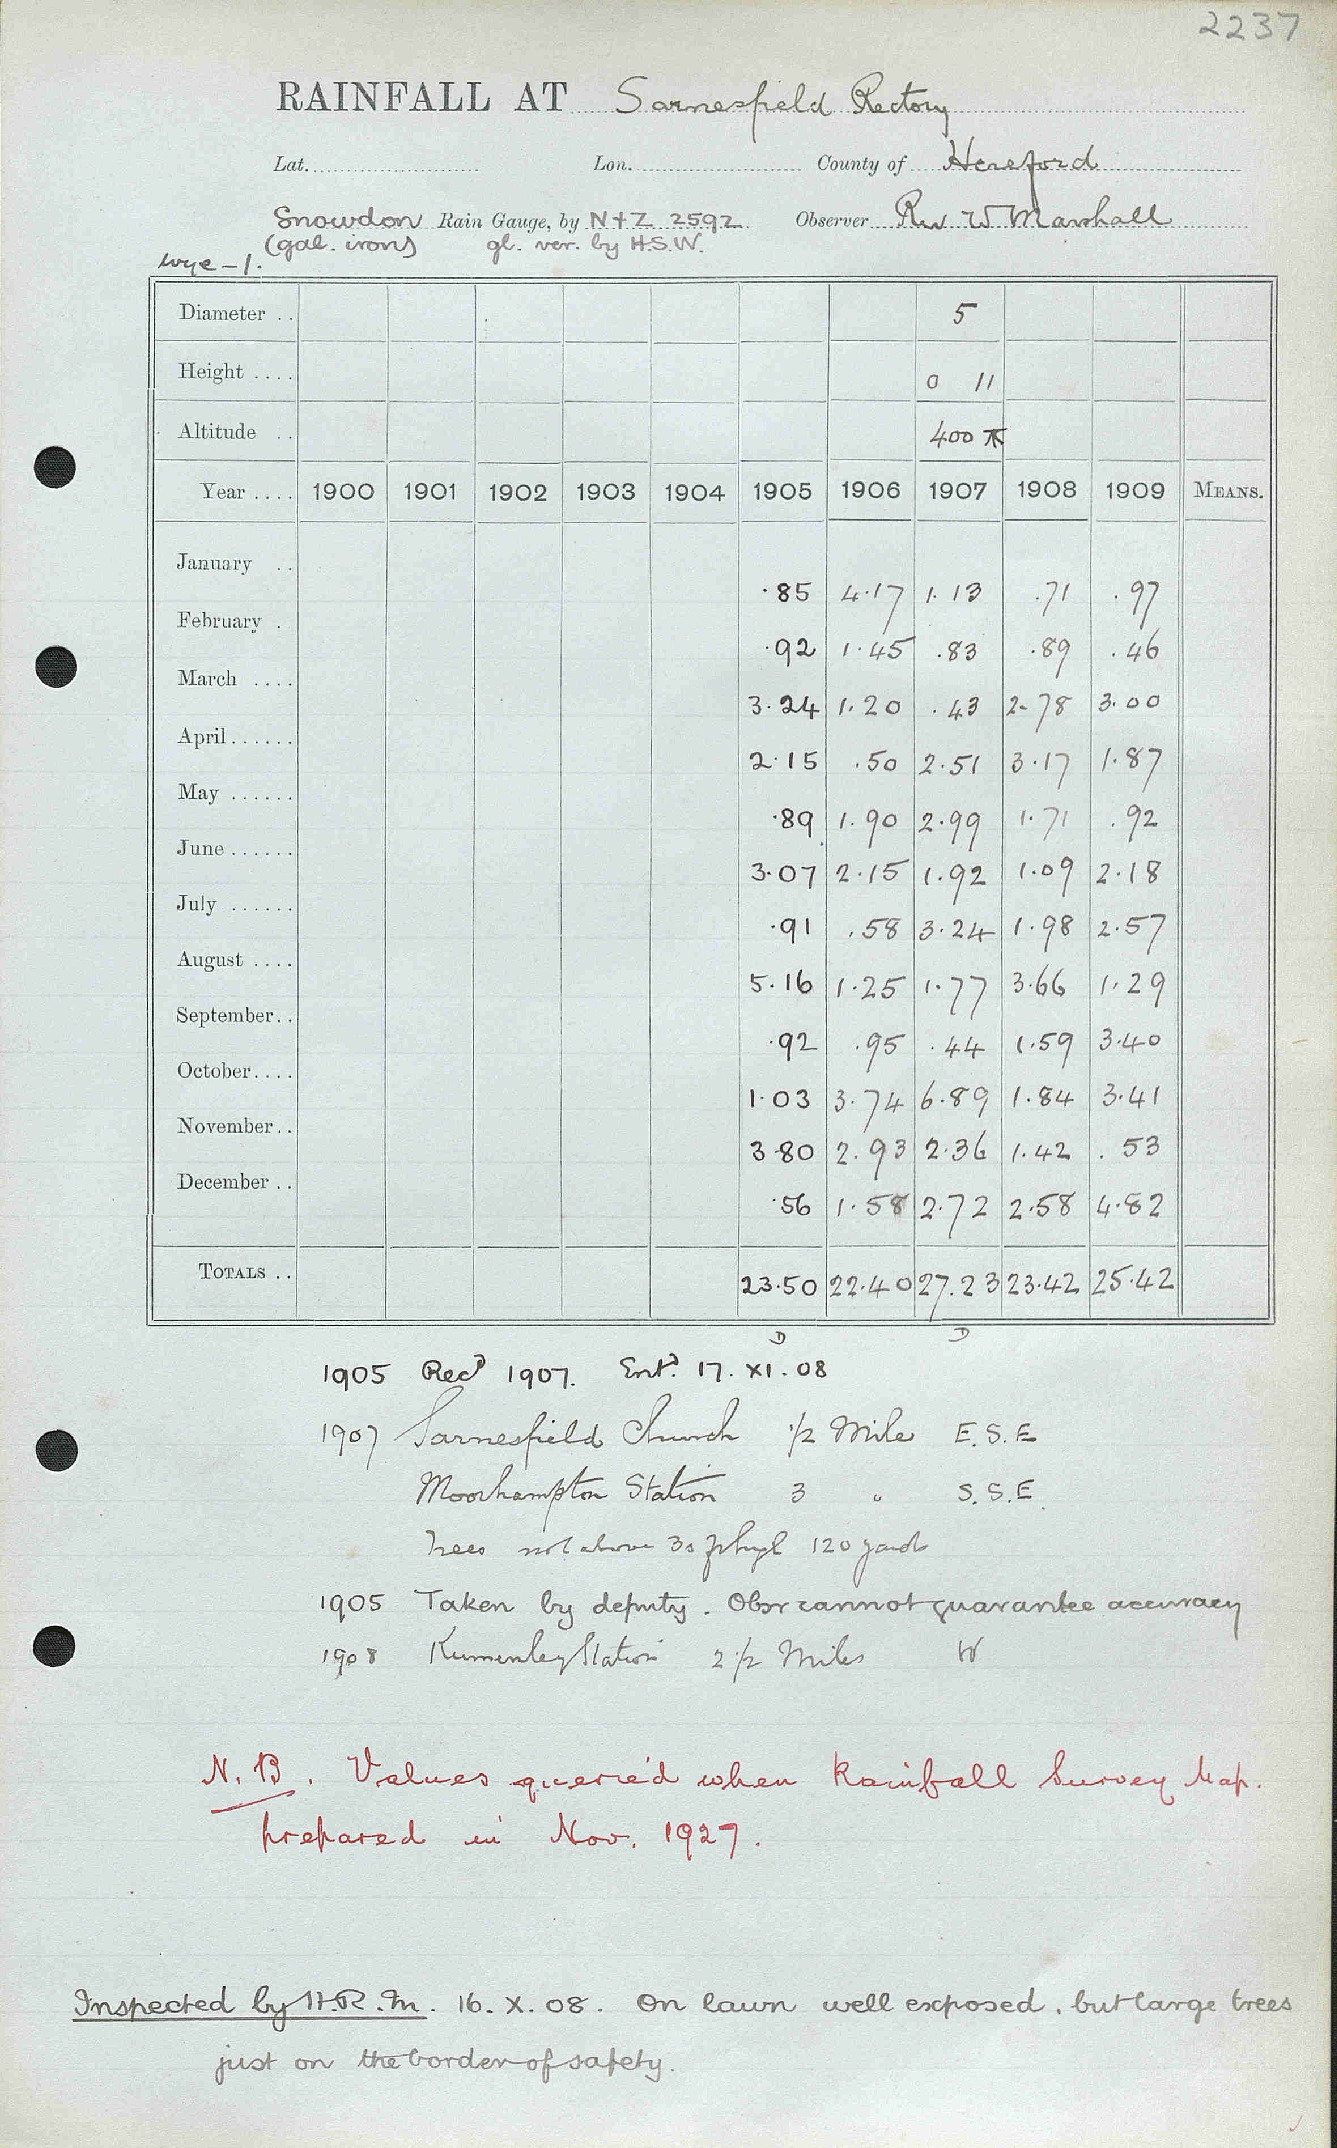 2237
RAINFALL AT Sarnesfield Rectory
Lat. Lon. County of Hereford
Snowdon Rain Gauge, by N+Z 2592 Observer Rev W Marshall
(gal. iron) gl. ver. by H.S.W.
Wye - 1.
Diameter 5
Height 0 11
Altitude 400
Year 1900 1901 1902 1903 1904 1905 1906 1907 1908 1909 MEANS.
January .85 4.17 1.13 .71 .97
February .92 1.45 .83 .89 .46
March 3.24 1.20 .43 2.78 3.00
April 2.15 .50 2.51 3.17 1.87
May .89 1.90 2.99 1.71 .92
June 3.07 2.15 1.92 1.09 2.18
July .91 .58 3.24 1.98 2.57
August 5.16 1.25 1.77 3.66 1.29
September .92 .95 .44 1.59 3.40
October 1.03 3.74 6.89 1.84 3.41
November 3.80 2.93 2.36 1.42 .53
December .56 1.58 2.72 2.58 4.82
TOTALS 23.50 22.40 27.23 23.42 25.42
D D
1905 Recd 1907. Entd. 17. XI. 08
1907 Sarnesfield Church 1/2 Mile E.S.E
Moorhampton Station 3 " S.S.E.
Trees not above 30 ft high 120 yards
1905 Taken by deputy. Obsr cannot guarantee accuracy
1908 Station 2 1/2 Miles W
N.B. Values queried when Rainfall Survey Map.
prepared in Nov. 1927.
Inspected by H.R.M. 16. X. 08. On lawn well exposed, but large trees
just on the border of safety.